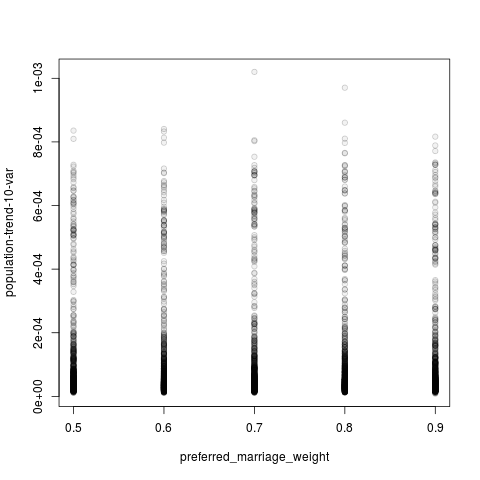 1e-03
8e-04
6e-04
4e-04
2e-04
0e+00
population-trend-10-var
0.5 0.6 0.7 0.8 0.9
preferred_marriage_weight